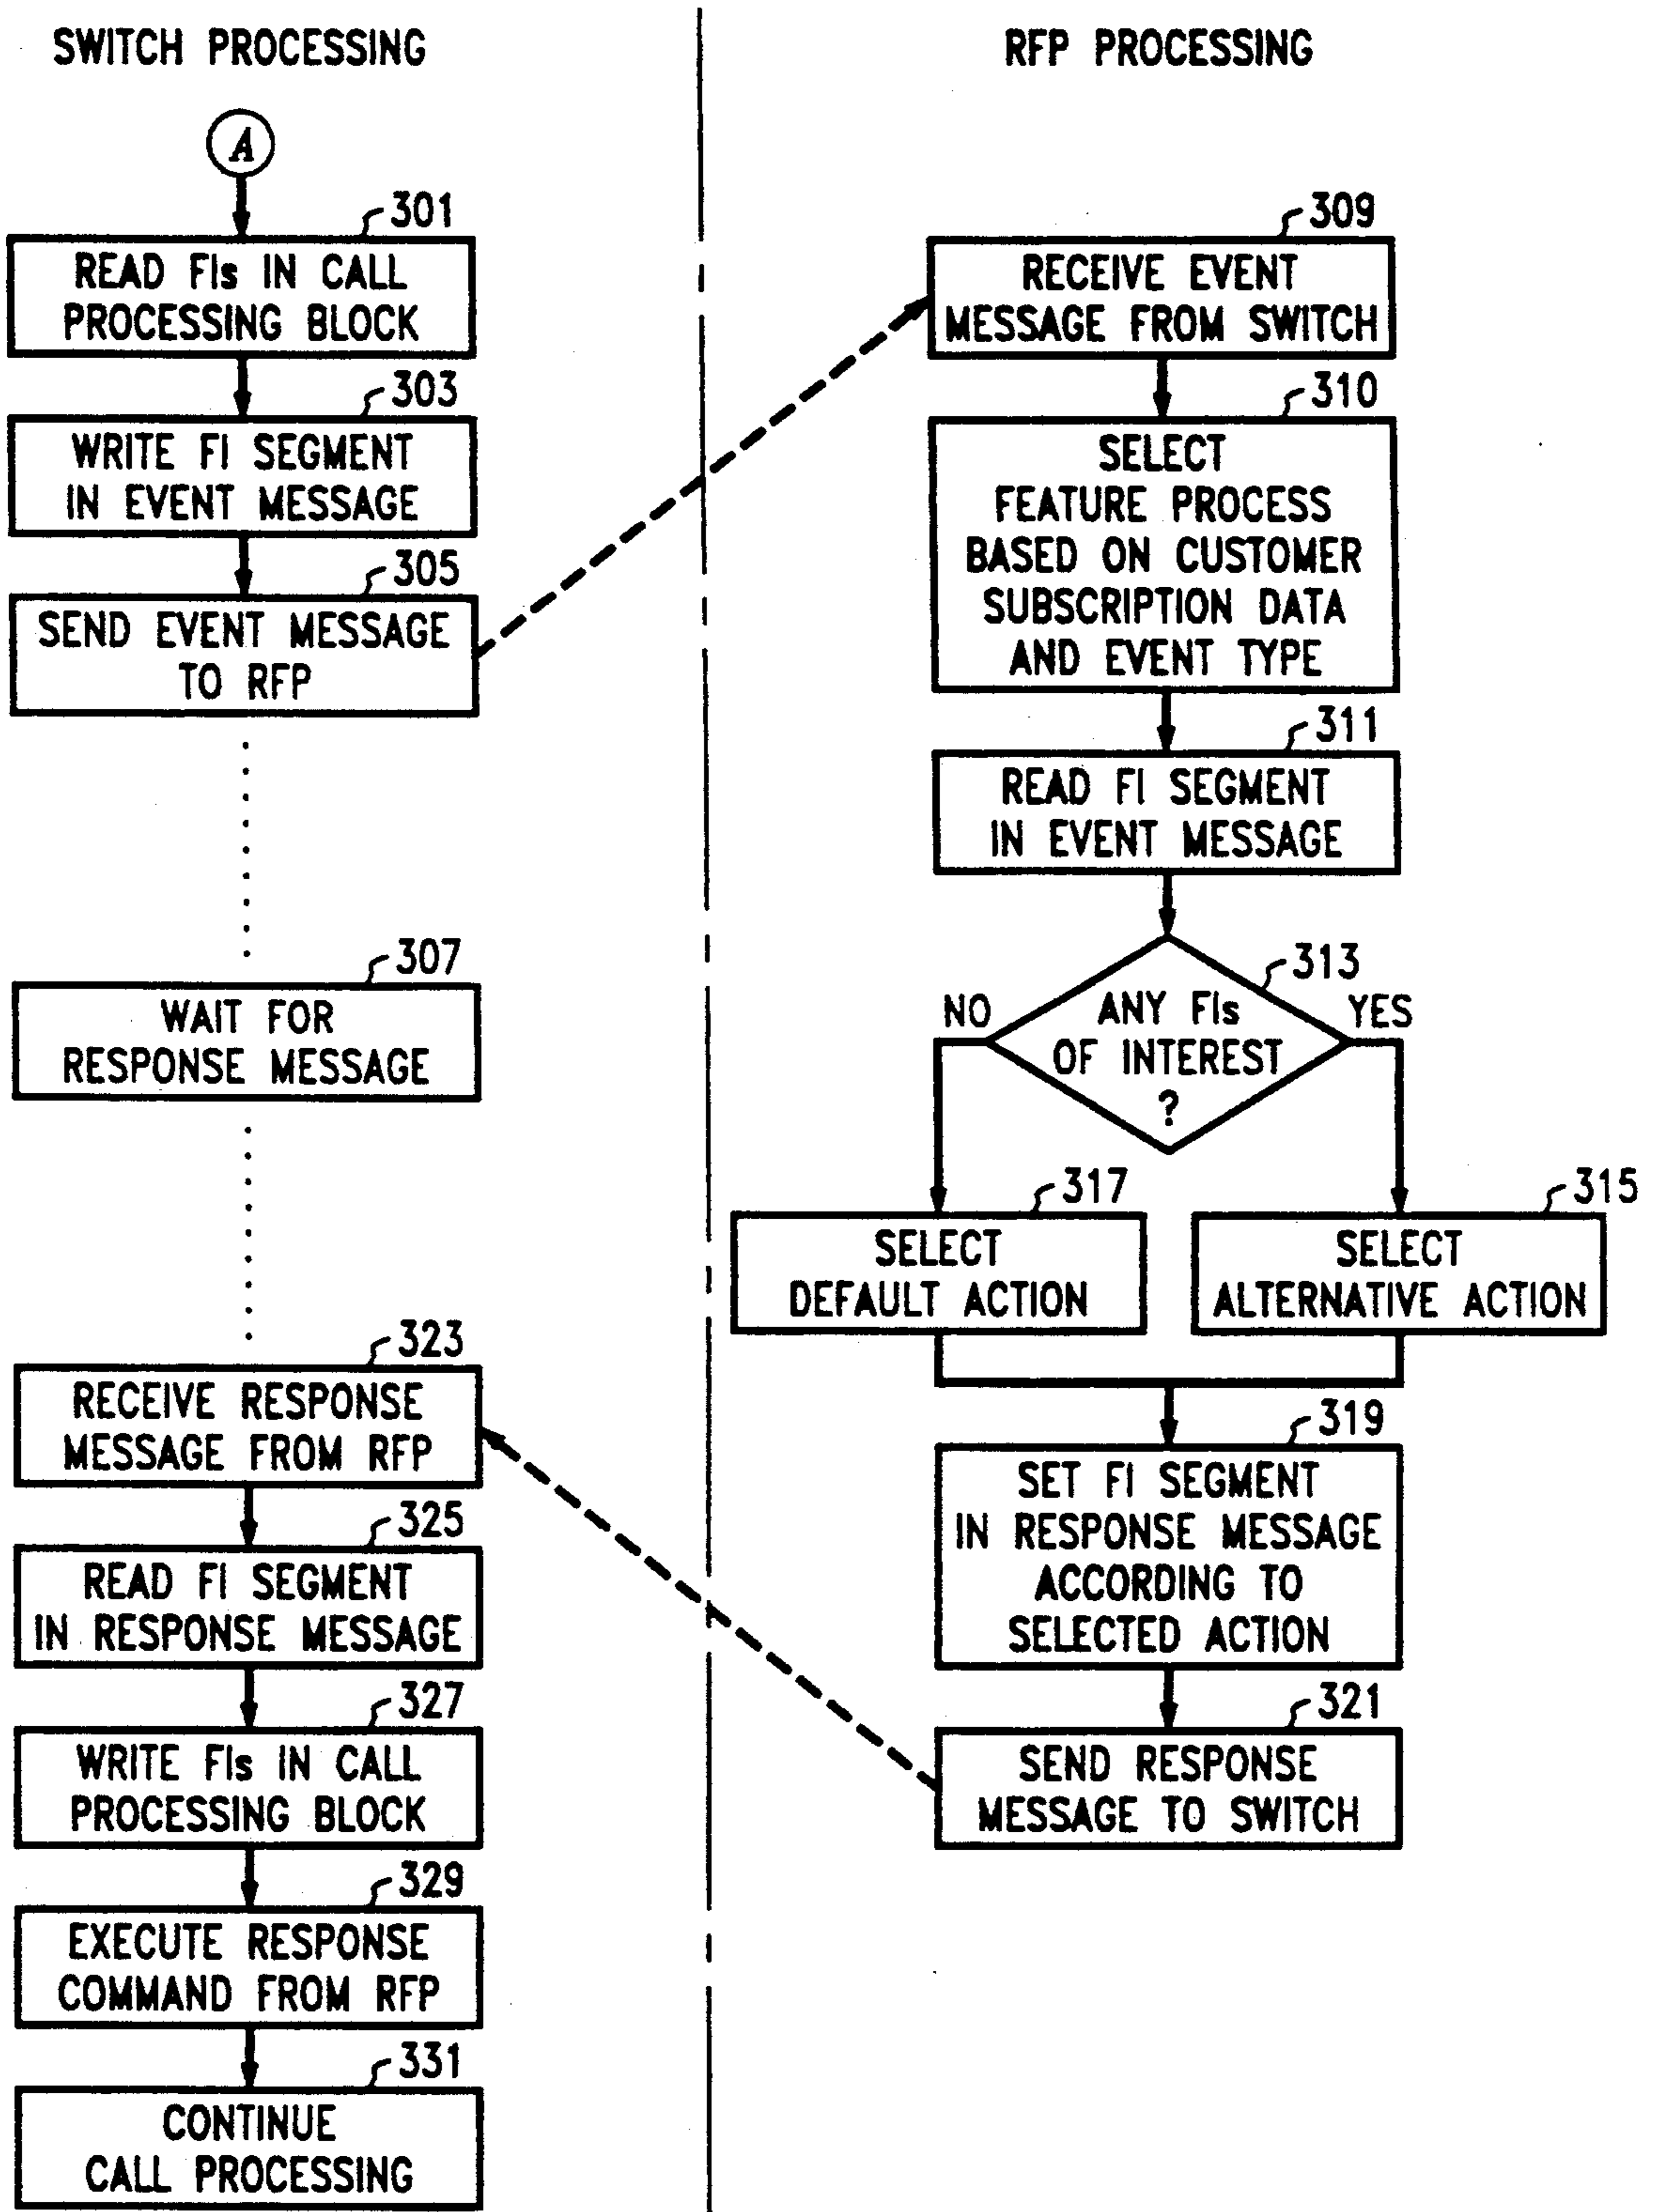 SWITCH PROCESSING
A
301
READ FIs IN CALL
PROCESSING BLOCK
303
WRITE FI SEGMENT
IN EVENT MESSAGE
305
SEND EVENT MESSAGE
TO RFP
307
WAIT FOR
RESPONSE MESSAGE
323
RECEIVE RESPONSE
MESSAGE FROM RFP
325
READ FI SEGMENT
IN RESPONSE MESSAGE
327
WRITE FIs IN CALL
PROCESSING BLOCK
329
EXECUTE RESPONSE
COMMAND FROM RFP
331
CONTINUE
CALL PROCESSING
RFP PROCESSING
309
RECEIVE EVENT
MESSAGE FROM SWITCH
310
SELECT
FEATURE PROCESS
BASED ON CUSTOMER
SUBSCRIPTION DATA
AND EVENT TYPE
311
READ FI SEGMENT
IN EVENT MESSAGE
313
NO
ANY FIs
OF INTEREST
?
YES
317
SELECT
DEFAULT ACTION
315
SELECT
ALTERNATIVE ACTION
319
SET FI SEGMENT
IN RESPONSE MESSAGE
ACCORDING TO
SELECTED ACTION
321
SEND RESPONSE
MESSAGE TO SWITCH